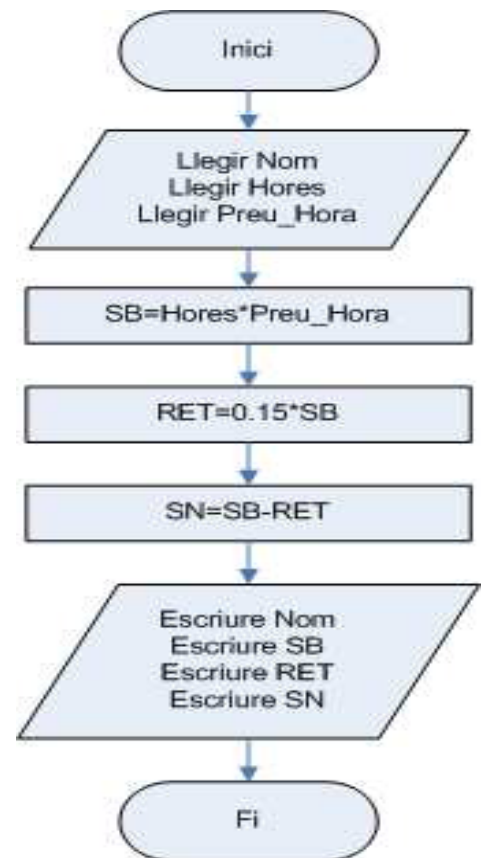 Inici
Llegir Nom
Llegir Hores
Llegir Preu_Hora
SB=Hores*Preu_Hora
RET=0.15*SB
SN=SB-RET
Escriure Nom
Escriure SB
Escriure RET
Escriure SN
Fi